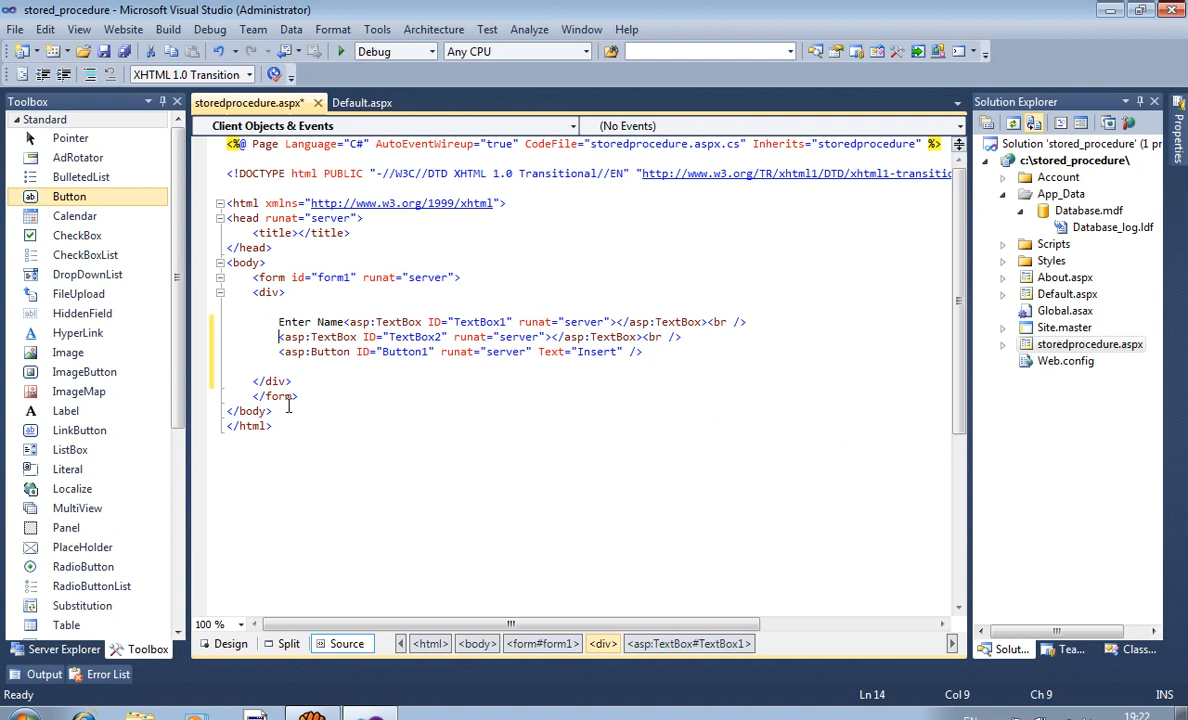 stored_procedure - Microsoft Visual Studio (Administrator)
File Edit View Website Build Debug Team Data Format Tools Architecture Test Analyze Window Help
Debug Any CPU
XHTML 1.0 Transition
Toolbox
storedprocedure.aspx* Default.aspx
Solution Explorer
Client Objects & Events (No Events)
Standard
Pointer
AdRotator
BulletedList
Button
Calendar
CheckBox
CheckBoxList
DropDownList
FileUpload
HiddenField
HyperLink
Image
ImageButton
ImageMap
Label
LinkButton
ListBox
Literal
Localize
MultiView
Panel
PlaceHolder
RadioButton
RadioButtonList
Substitution
Table
<%@ Page Language="C#" AutoEventWireup="true" CodeFile="storedprocedure.aspx.cs" Inherits="storedprocedure" %>
<!DOCTYPE html PUBLIC "-//W3C//DTD XHTML 1.0 Transitional//EN" "http://www.w3.org/TR/xhtml1/DTD/xhtml1-transitic
<html xmlns="http://www.w3.org/1999/xhtml">
<head runat="server">
<title></title>
</head>
<body>
<form id="form1" runat="server">
<div>
Enter Name<asp:TextBox ID="TextBox1" runat="server"></asp:TextBox><br />
<asp:TextBox ID="TextBox2" runat="server"></asp:TextBox><br />
<asp:Button ID="Button1" runat="server" Text="Insert" />
</div>
</form>
</body>
</html>
Solution 'stored_procedure' (1 pr
c:\stored_procedure\
Account
App_Data
Database.mdf
Database_log.ldf
Scripts
Styles
About.aspx
Default.aspx
Global.asax
Site.master
storedprocedure.aspx
Web.config
Properties
100 %
Server Explorer Toolbox
Design Split Source <html> <body> <form#form1> <div> <asp:TextBox#TextBox1>
Solut... Tea... Class...
Output Error List
Ready Ln 14 Col 9 Ch 9 INS
19:22